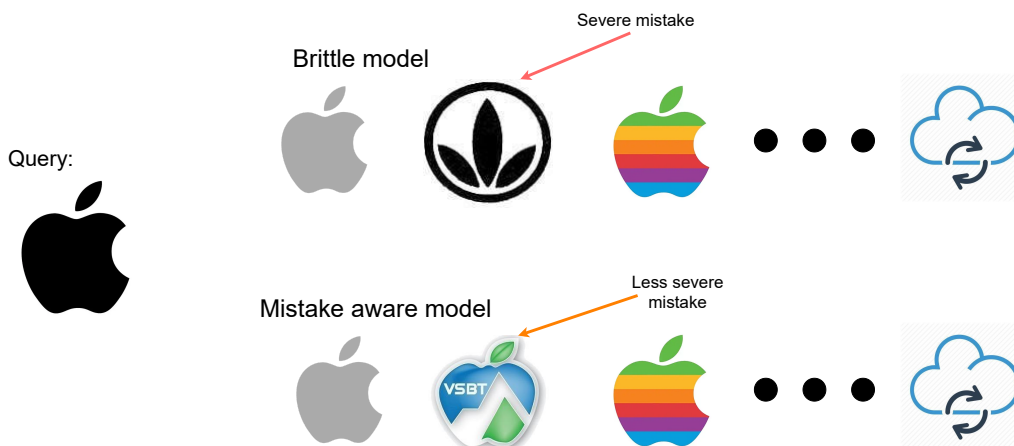 Severe mistake
Brittle model
Query:
Less severe
mistake
Mistake aware model
VSBT